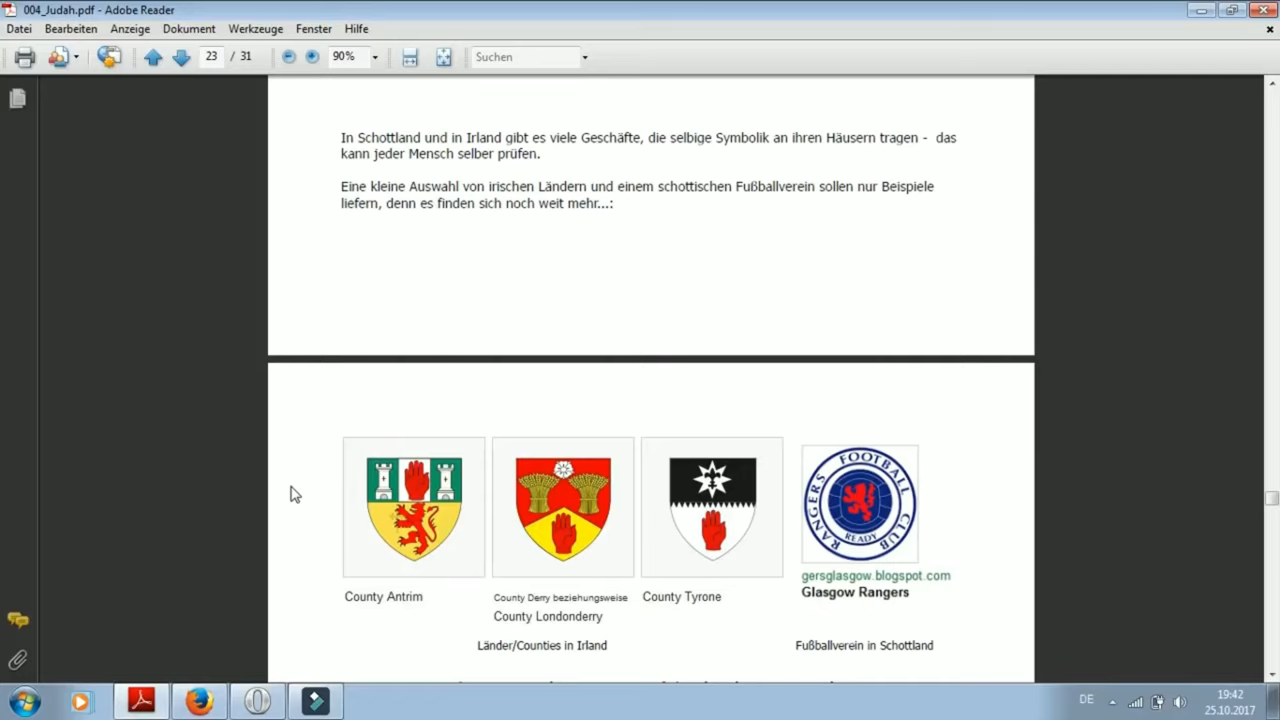 004_Judah.pdf - Adobe Reader
Datei Bearbeiten Anzeige Dokument Werkzeuge Fenster Hilfe
23 / 31 90% Suchen
In Schottland und in Irland gibt es viele Geschäfte, die selbige Symbolik an ihren Häusern tragen - das
kann jeder Mensch selber prüfen.
Eine kleine Auswahl von irischen Ländern und einem schottischen Fußballverein sollen nur Beispiele
liefern, denn es finden sich noch weit mehr...:
RANGERS FOOTBALL CLUB
READY
gersglasgow.blogspot.com
Glasgow Rangers
County Antrim
County Derry beziehungsweise
County Londonderry
County Tyrone
Länder/Counties in Irland
Fußballverein in Schottland
DE
19:42
25.10.2017